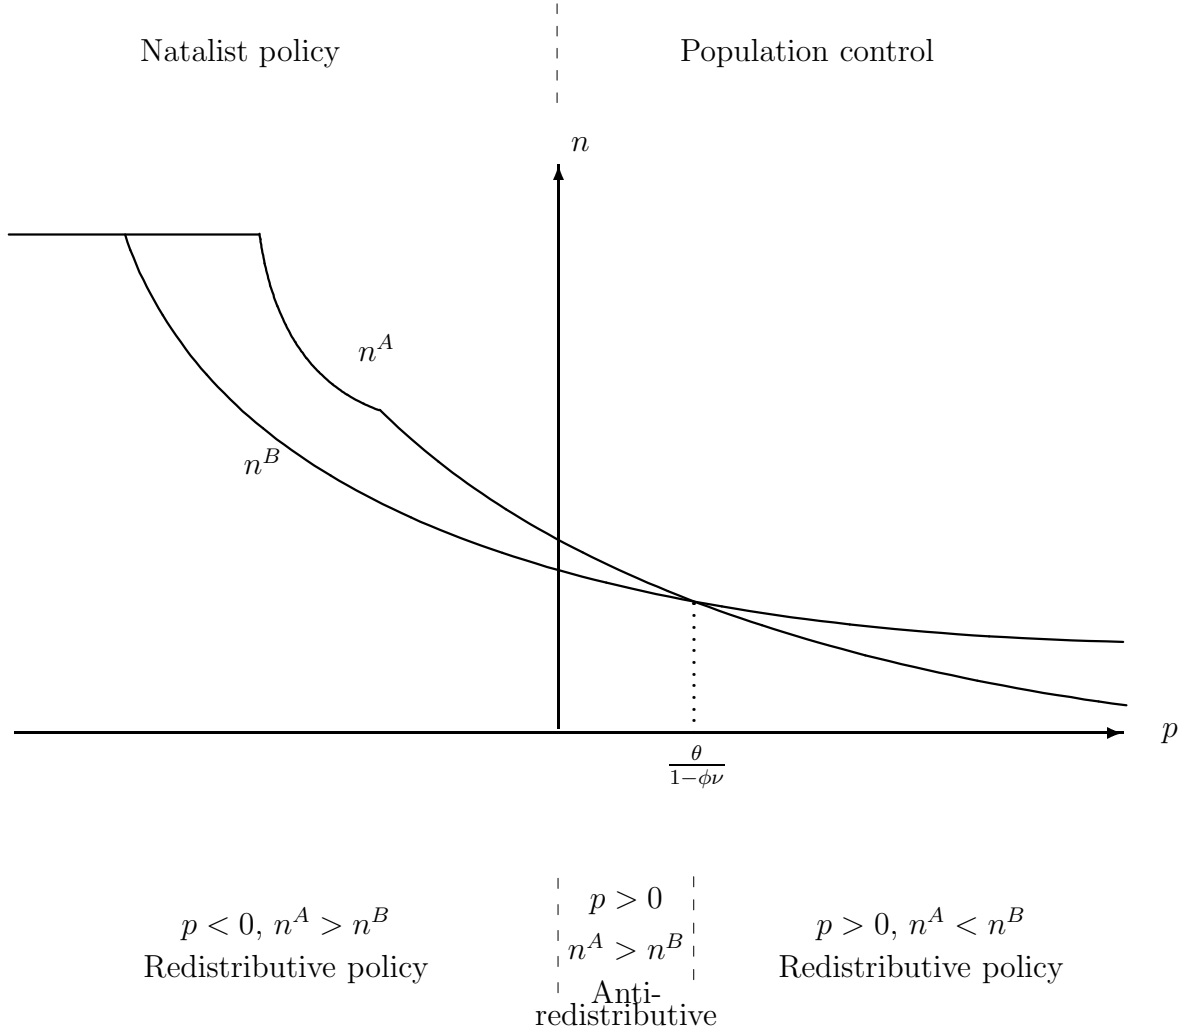 Natalist policy Population control
n
n^A
n^B
p
θ/(1−ϕν)
p < 0, n^A > n^B
Redistributive policy
p > 0
n^A > n^B
Anti-
redistributive
p > 0, n^A < n^B
Redistributive policy